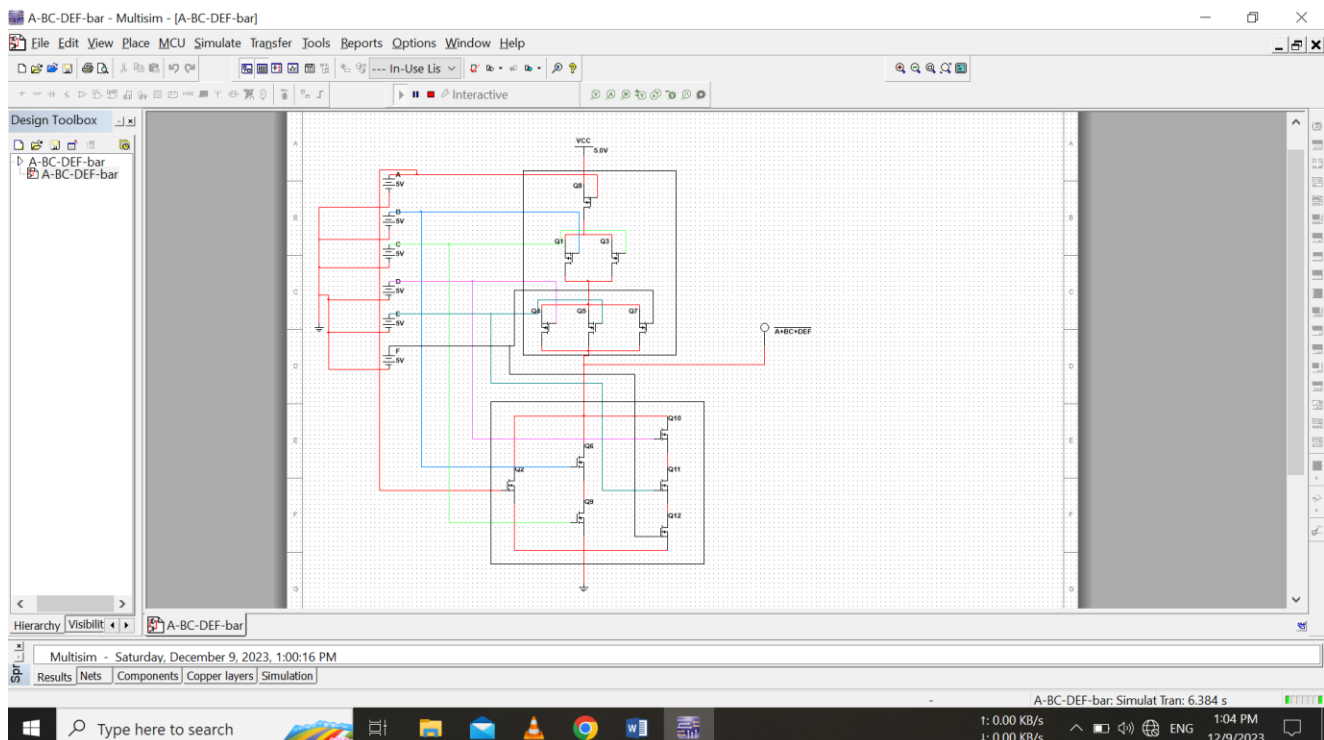 A-BC-DEF-bar - Multisim - [A-BC-DEF-bar]
File Edit View Place MCU Simulate Transfer Tools Reports Options Window Help
--- In-Use Lis
Interactive
Design Toolbox
A-BC-DEF-bar
A-BC-DEF-bar
VCC
5.0V
A
5V
Q8
B
5V
C
5V
Q1
Q3
D
5V
E
5V
Q4
Q5
Q7
F
5V
A+BC+DEF
Q10
Q6
Q2
Q11
Q9
Q12
A
B
C
D
E
F
G
A
B
C
D
E
F
G
Hierarchy Visibilit
A-BC-DEF-bar
Multisim - Saturday, December 9, 2023, 1:00:16 PM
Spr
Results Nets Components Copper layers Simulation
- A-BC-DEF-bar: Simulat Tran: 6.384 s
Type here to search
↑: 0.00 KB/s
↓: 0.00 KB/s
ENG
1:04 PM
12/9/2023